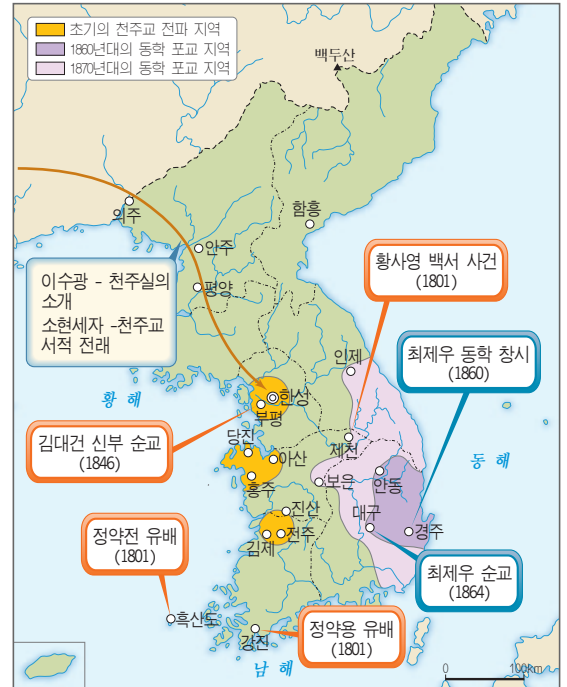 초기의 천주교 전파 지역
1860년대의 동학 포교 지역
1870년대의 동학 포교 지역
백두산
의주
함흥
안주
평양
이수광 - 천주실의
소개
소현세자 -천주교
서적 전래
황사영 백서 사건
(1801)
최제우 동학 창시
(1860)
인제
황해
한성
부평
김대건 신부 순교
(1846)
당진
아산
홍주
제천
보은
안동
동해
대구
경주
진산
전주
김제
정약전 유배
(1801)
최제우 순교
(1864)
흑산도
강진
정약용 유배
(1801)
남해
0
100km